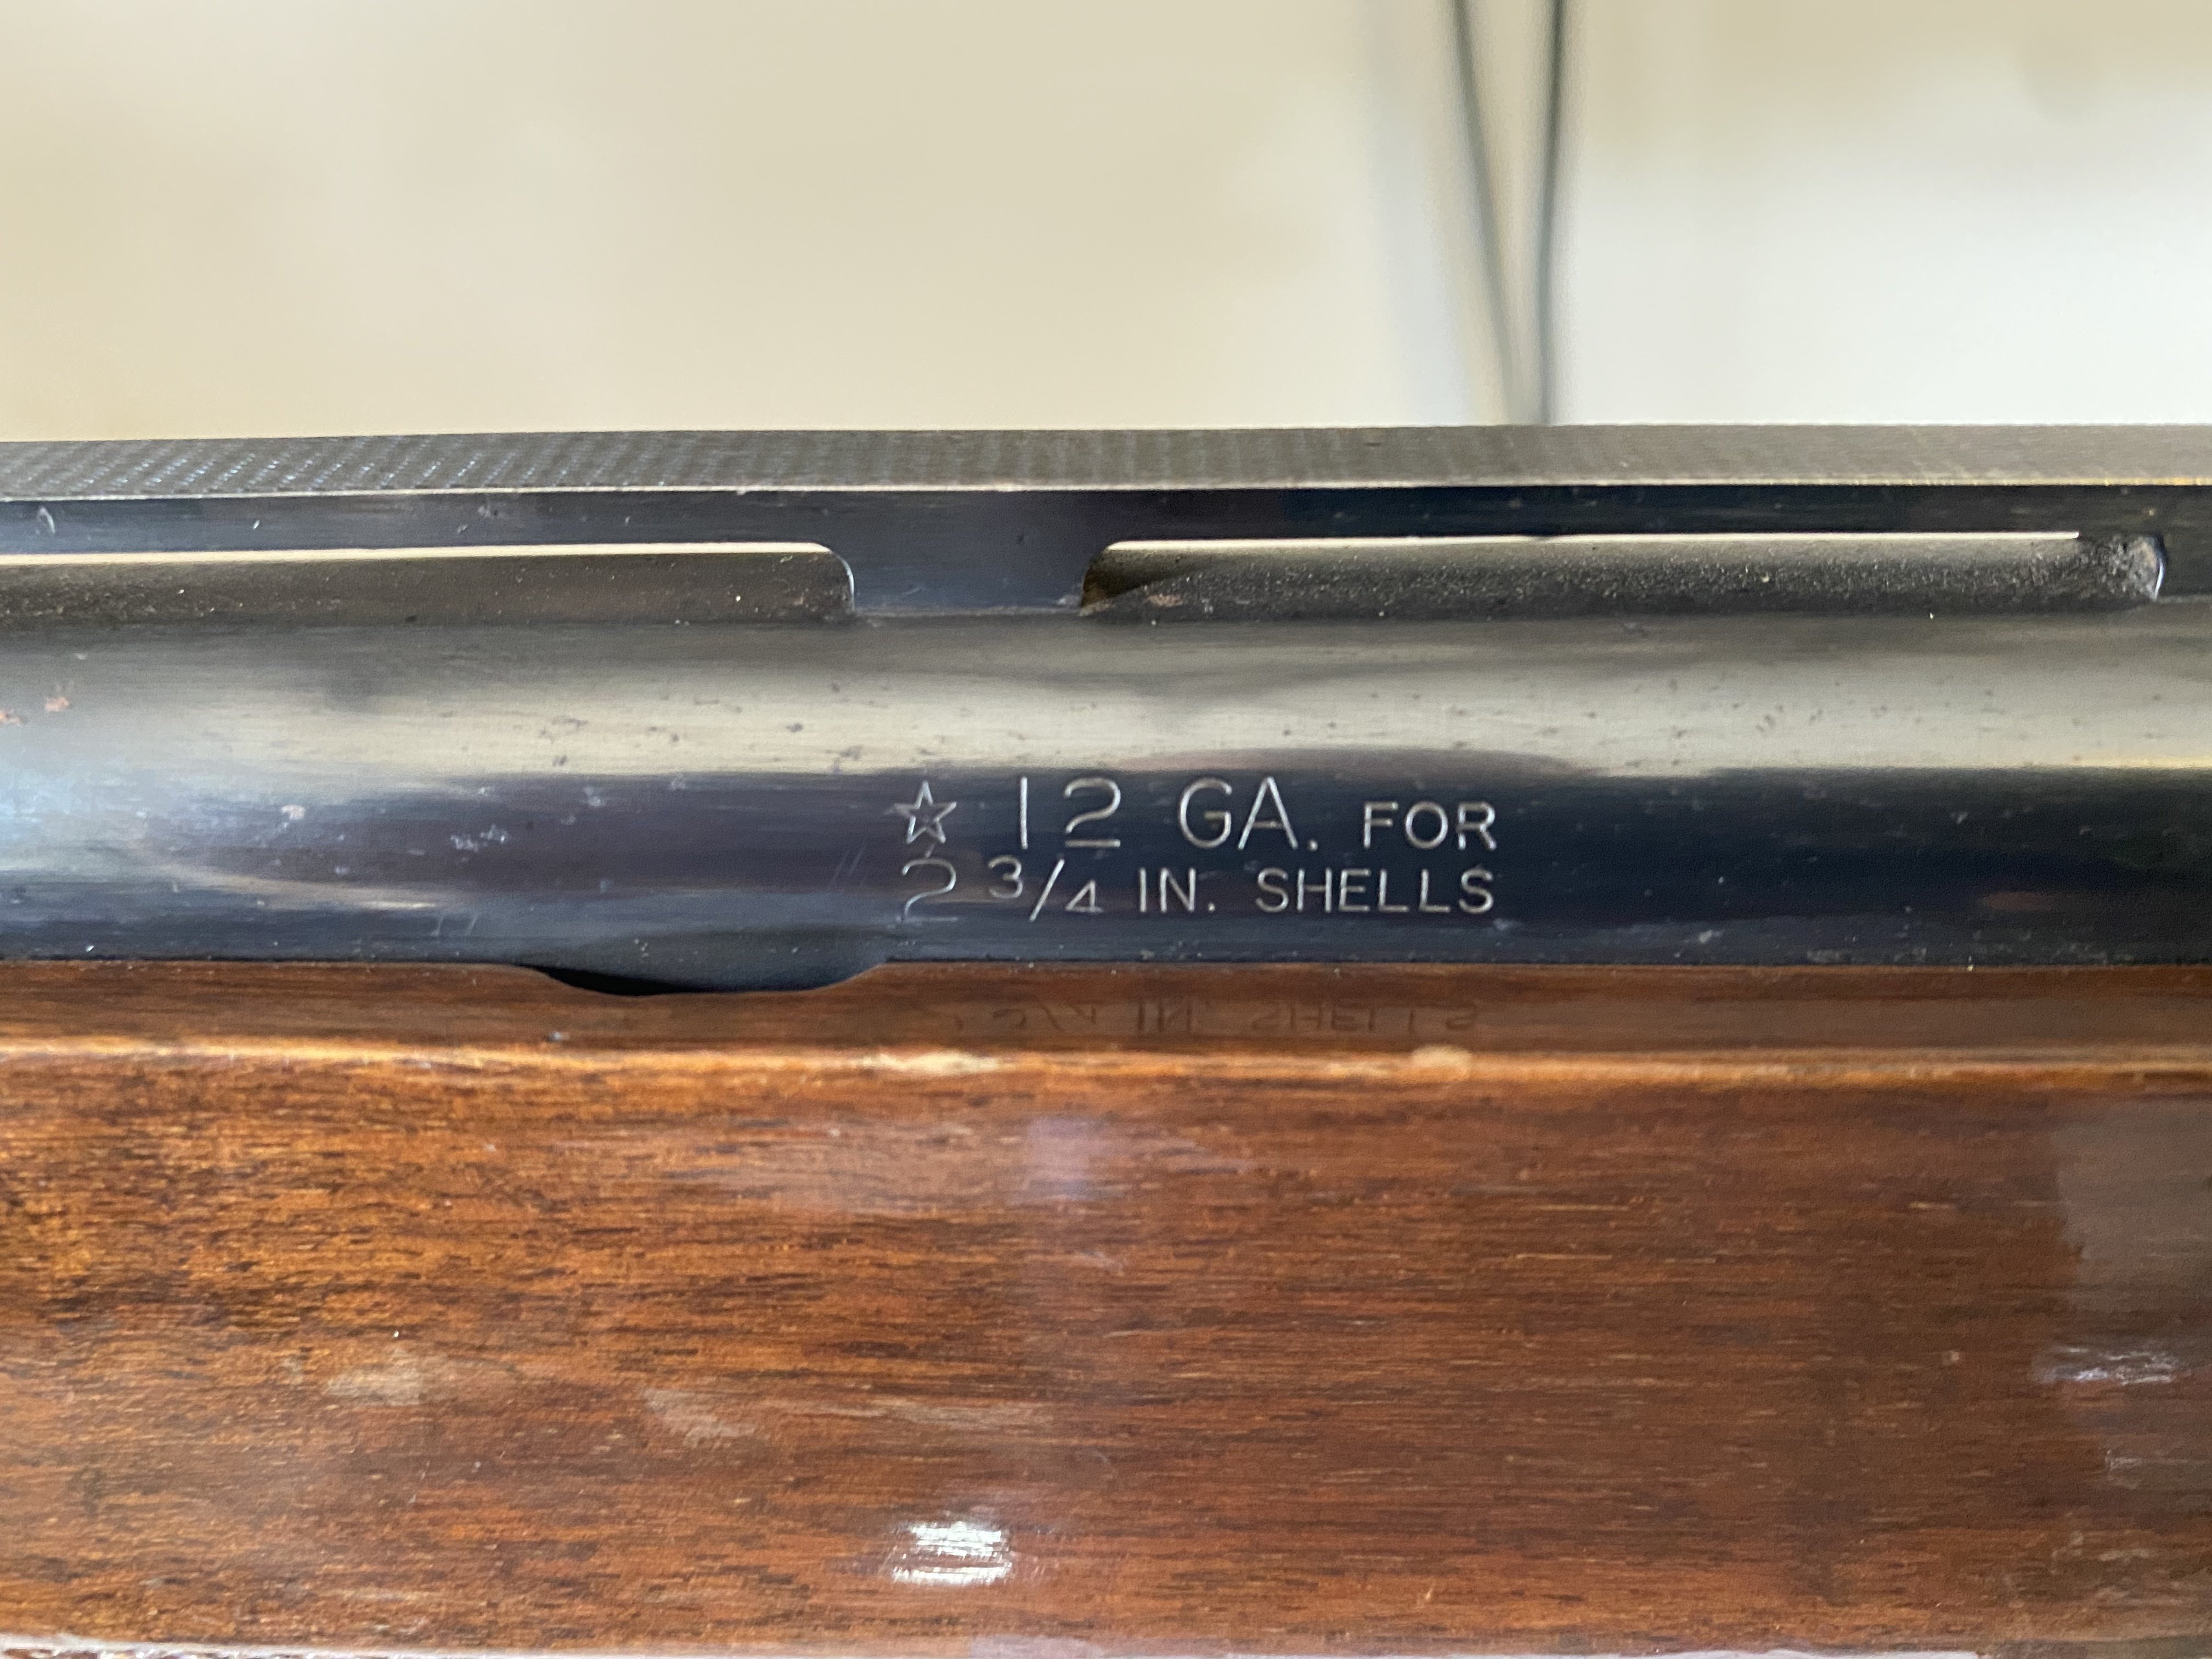 ☆ 12 GA. FOR
2 3/4 IN. SHELLS